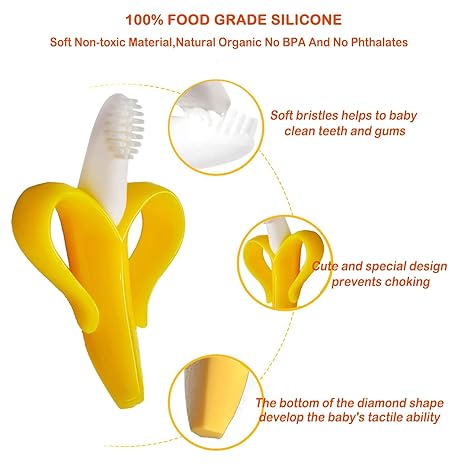 100% FOOD GRADE SILICONE
Soft Non-toxic Material,Natural Organic No BPA And No Phthalates
Soft bristles helps to baby
clean teeth and gums
Cute and special design
prevents choking
The bottom of the diamond shape
develop the baby's tactile ability